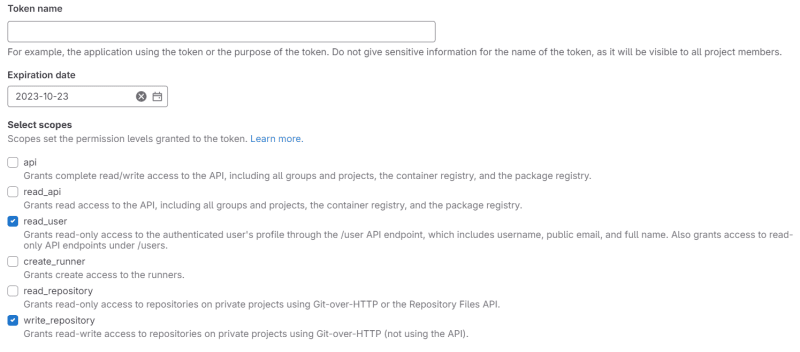 Token name
For example, the application using the token or the purpose of the token. Do not give sensitive information for the name of the token, as it will be visible to all project members.
Expiration date
2023-10-23
Select scopes
Scopes set the permission levels granted to the token. Learn more.
api
Grants complete read/write access to the API, including all groups and projects, the container registry, and the package registry.
read_api
Grants read access to the API, including all groups and projects, the container registry, and the package registry.
read_user
Grants read-only access to the authenticated user's profile through the /user API endpoint, which includes username, public email, and full name. Also grants access to read-
only API endpoints under /users.
create_runner
Grants create access to the runners.
read_repository
Grants read-only access to repositories on private projects using Git-over-HTTP or the Repository Files API.
write_repository
Grants read-write access to repositories on private projects using Git-over-HTTP (not using the API).